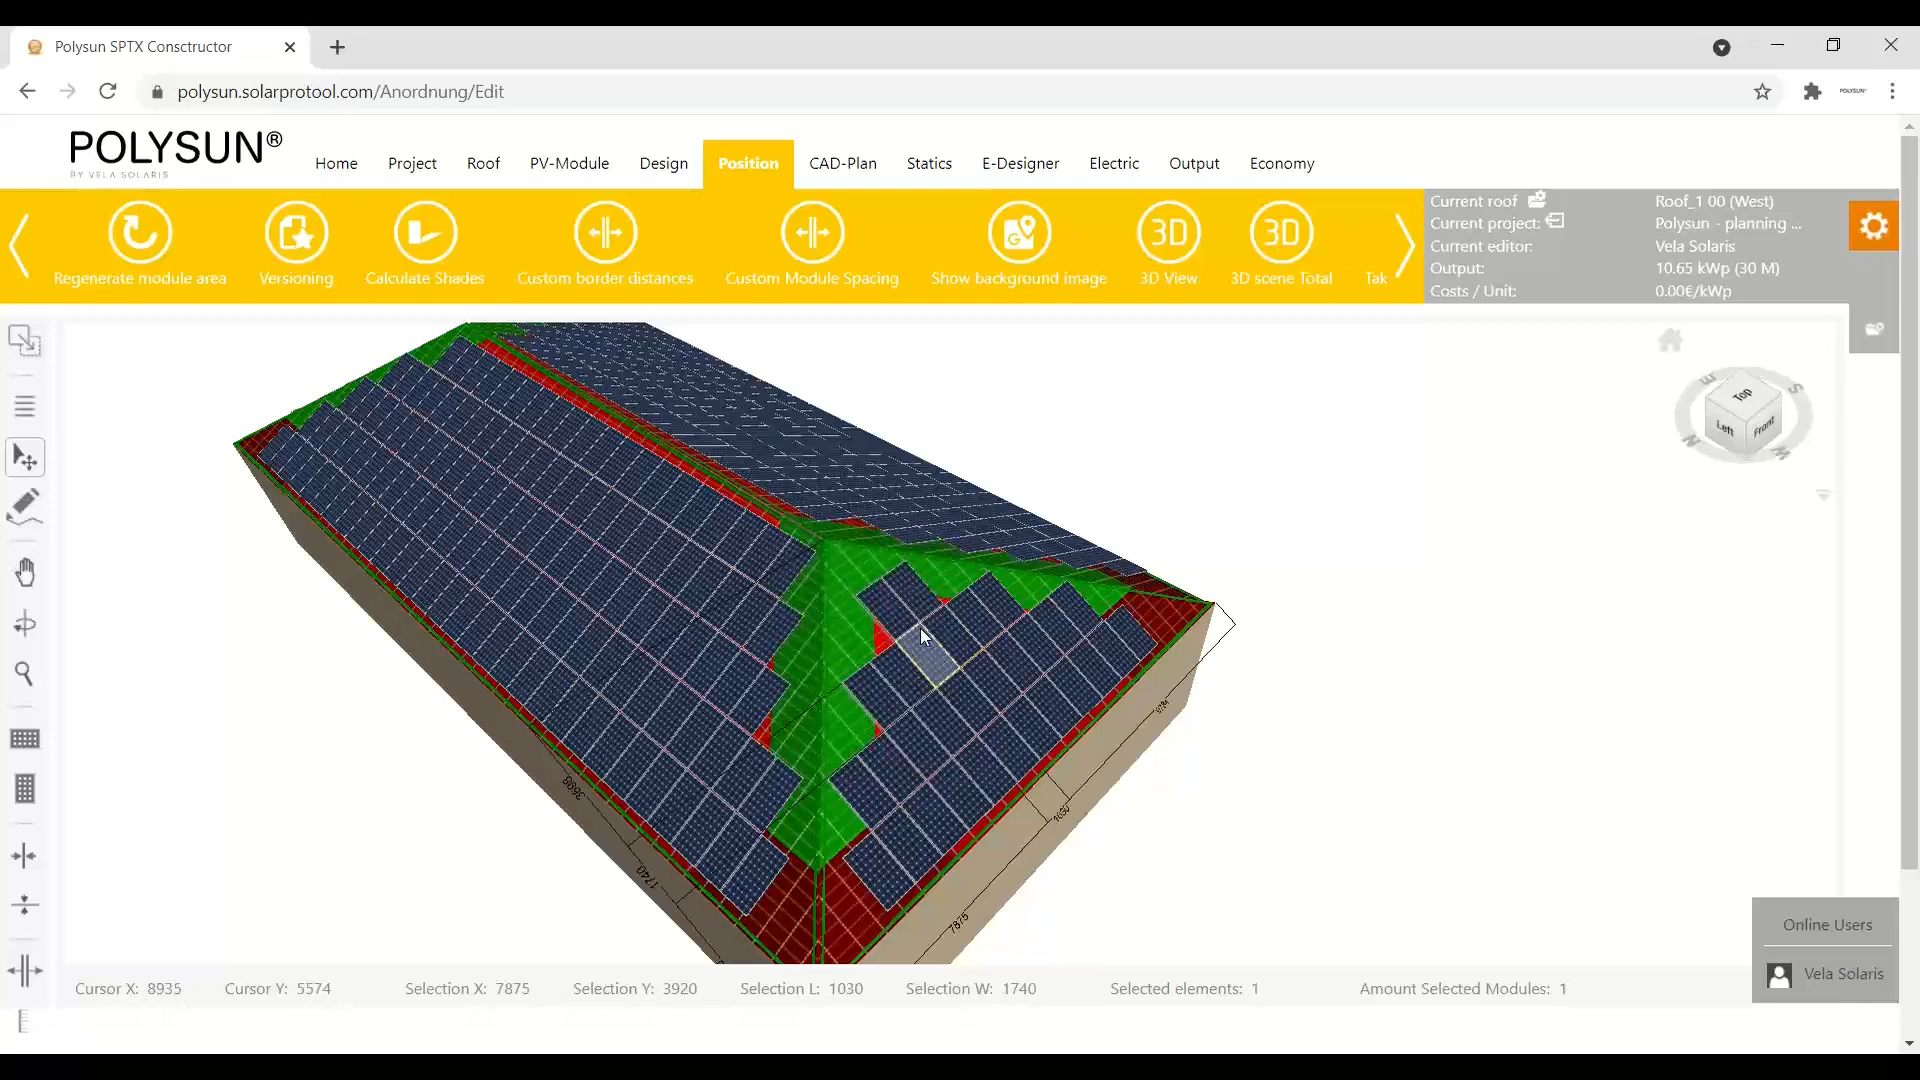 Polysun SPTX Consctructor
polysun.solarprotool.com/Anordnung/Edit
POLYSUN®
POLYSUN®
BY VELA SOLARIS
Home
Project
Roof
PV-Module
Design
Position
CAD-Plan
Statics
E-Designer
Electric
Output
Economy
Regenerate module area
Versioning
Calculate Shades
Custom border distances
Custom Module Spacing
G
Show background image
3D
3D View
3D
3D scene Total
Tak
Current roof
Roof_1 00 (West)
Current project:
Polysun - planning ...
Current editor:
Vela Solaris
Output:
10.65 kWp (30 M)
Costs / Unit:
0.00€/kWp
Top
Left
Front
E
S
N
3698
1740
7875
1030
Online Users
Vela Solaris
Cursor X: 8935
Cursor Y: 5574
Selection X: 7875
Selection Y: 3920
Selection L: 1030
Selection W: 1740
Selected elements: 1
Amount Selected Modules: 1